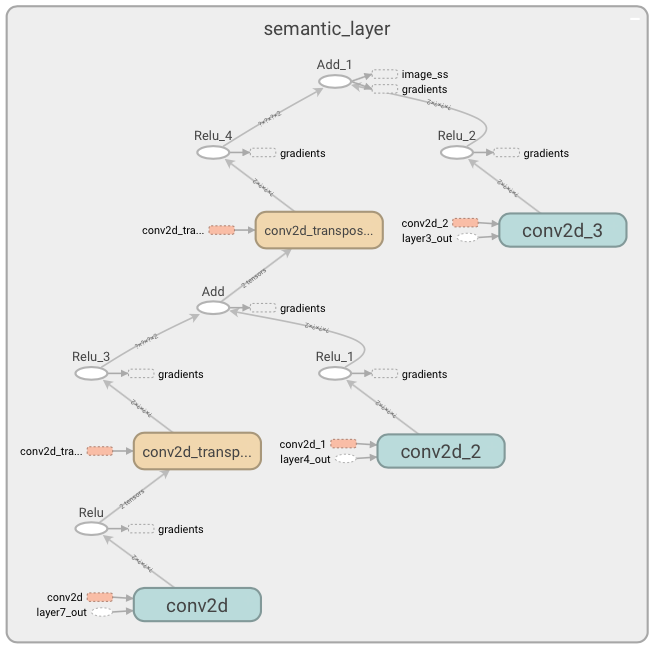 semantic_layer
Add_1
image_ss
gradients
Relu_4
gradients
Relu_2
gradients
conv2d_tra...
conv2d_transpos...
conv2d_2
layer3_out
conv2d_3
2 tensors
Add
gradients
Relu_3
gradients
Relu_1
gradients
conv2d_tra...
conv2d_transp...
conv2d_1
layer4_out
conv2d_2
2 tensors
Relu
gradients
conv2d
layer7_out
conv2d